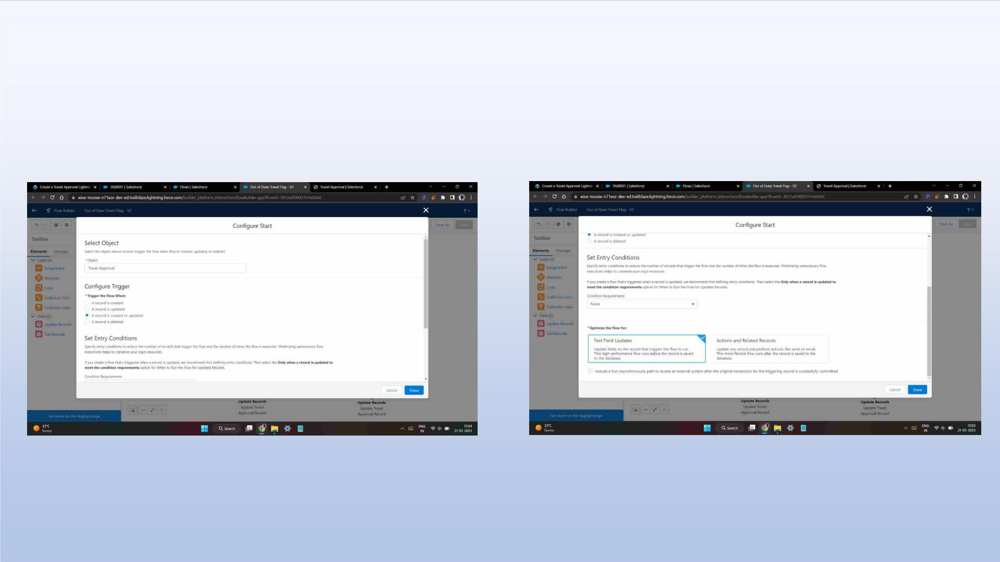 Create a Travel Approval Lightnin
TA00001 | Salesforce
Flows | Salesforce
Out of State Travel Flag - V2
Travel Approval | Salesforce
wise-moose-n71eor-dev-ed.trailblaze.lightning.force.com/builder_platform_interaction/flowBuilder.app?flowId=3012w000001hHx0AAE
Flow Builder
Out of State Travel Flag - V2
?
Save As
Configure Start
Toolbox
Elements
Manager
Logic (5)
Assignment
Decision
Loop
Collection Sort
Collection Filter
Data (2)
Update Records
Get Records
Select Object
Select the object whose records trigger the flow when they're created, updated, or deleted.
*Object
Travel Approval
Configure Trigger
*Trigger the Flow When:
A record is created
A record is updated
A record is created or updated
A record is deleted
Set Entry Conditions
Specify entry conditions to reduce the number of records that trigger the flow and the number of times the flow is executed. Minimizing unnecessary flow
executions helps to conserve your org's resources.
If you create a flow that's triggered when a record is updated, we recommend first defining entry conditions. Then select the Only when a record is updated to
meet the condition requirements option for When to Run the Flow for Updated Records.
Condition Requirements
Cancel
Done
Update Records
Update Travel
Approval Record
Update Records
Update Travel
Approval Record
Get more on the AppExchange
33°C
Sunny
Search
ENG
IN
15:04
21-02-2023
Create a Travel Approval Lightnin
TA00001 | Salesforce
Flows | Salesforce
Out of State Travel Flag - V2
Travel Approval | Salesforce
wise-moose-n71eor-dev-ed.trailblaze.lightning.force.com/builder_platform_interaction/flowBuilder.app?flowId=3012w000001hHx0AAE
Flow Builder
Out of State Travel Flag - V2
?
Save As
Configure Start
Toolbox
Elements
Manager
Logic (5)
Assignment
Decision
Loop
Collection Sort
Collection Filter
Data (2)
Update Records
Get Records
A record is created or updated
A record is deleted
Set Entry Conditions
Specify entry conditions to reduce the number of records that trigger the flow and the number of times the flow is executed. Minimizing unnecessary flow
executions helps to conserve your org's resources.
If you create a flow that's triggered when a record is updated, we recommend first defining entry conditions. Then select the Only when a record is updated to
meet the condition requirements option for When to Run the Flow for Updated Records.
Condition Requirements
None
*Optimize the Flow for:
Fast Field Updates
Update fields on the record that triggers the flow to run.
This high-performance flow runs before the record is saved
to the database.
Actions and Related Records
Update any record and perform actions, like send an email.
This more flexible flow runs after the record is saved to the
database.
Include a Run Asynchronously path to access an external system after the original transaction for the triggering record is successfully committed
Cancel
Done
Update Records
Update Travel
Approval Record
Update Records
Update Travel
Approval Record
Get more on the AppExchange
33°C
Sunny
Search
ENG
IN
15:05
21-02-2023